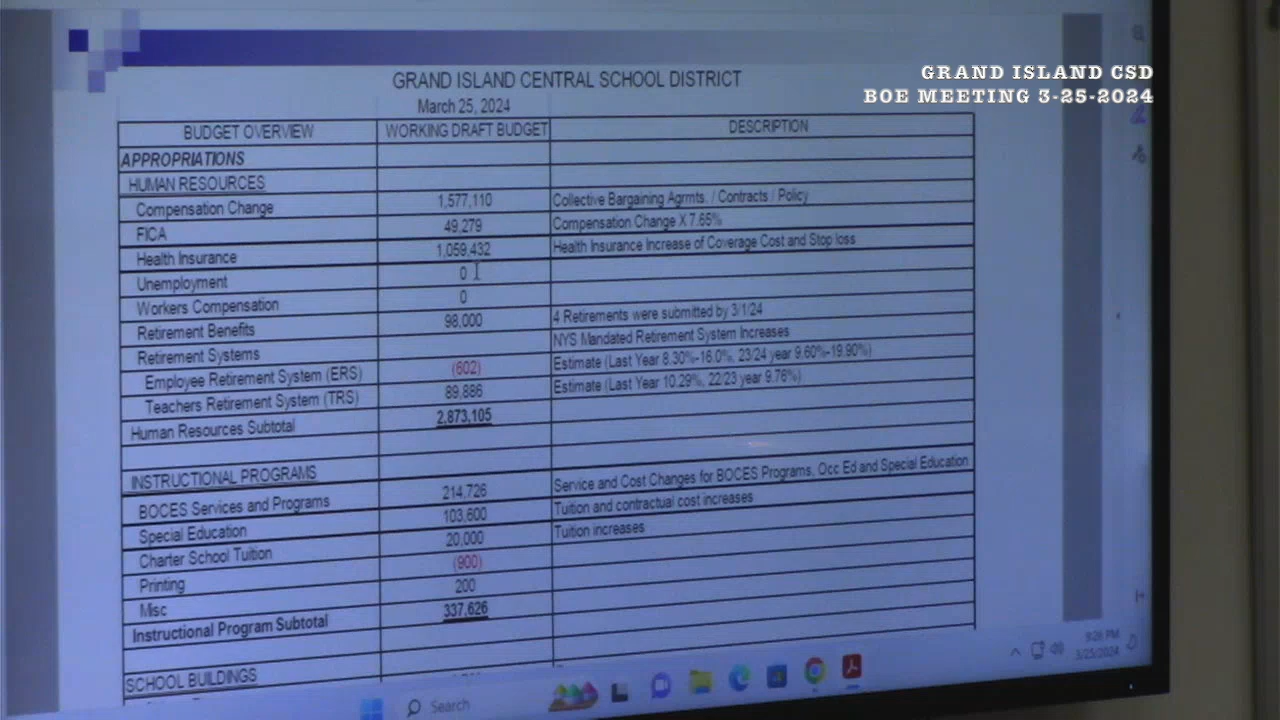 GRAND ISLAND CSD
BOE MEETING 3-25-2024
GRAND ISLAND CENTRAL SCHOOL DISTRICT
March 25, 2024
BUDGET OVERVIEW WORKING DRAFT BUDGET DESCRIPTION
APPROPRIATIONS
HUMAN RESOURCES
Compensation Change 1,577,110 Collective Bargaining Agrmts. / Contracts / Policy
FICA 49,279 Compensation Change X 7.65%
Health Insurance 1,059,432 Health Insurance Increase of Coverage Cost and Stop loss
Unemployment 0
Workers Compensation 0
Retirement Benefits 98,000 4 Retirements were submitted by 3/1/24
Retirement Systems NYS Mandated Retirement System Increases
Employee Retirement System (ERS) (602) Estimate (Last Year 8.30%-16.0%, 23/24 year 9.60%-19.90%)
Teachers Retirement System (TRS) 89,886 Estimate (Last Year 10.29%, 22/23 year 9.76%)
Human Resources Subtotal 2,873,105
INSTRUCTIONAL PROGRAMS
BOCES Services and Programs 214,726 Service and Cost Changes for BOCES Programs, Occ Ed and Special Education
Special Education 103,600 Tuition and contractual cost increases
Charter School Tuition 20,000 Tuition increases
Printing (900)
Misc 200
Instructional Program Subtotal 337,626
SCHOOL BUILDINGS
Search
9:26 PM
3/25/2024